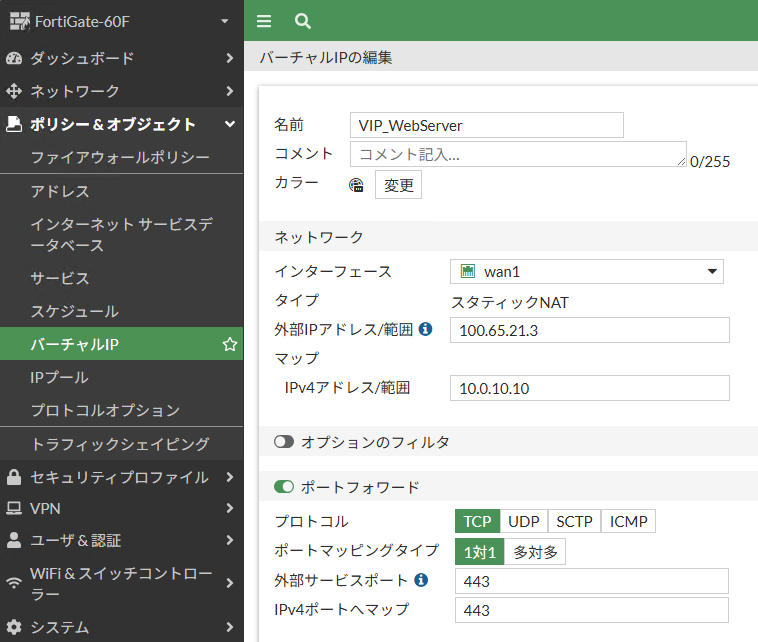 FortiGate-60F
ダッシュボード
ネットワーク
ポリシー & オブジェクト
ファイアウォールポリシー
アドレス
インターネット サービスデ
ータベース
サービス
スケジュール
バーチャルIP
IPプール
プロトコルオプション
トラフィックシェイピング
セキュリティプロファイル
VPN
ユーザ & 認証
WiFi & スイッチコントロー
ラー
システム
バーチャルIPの編集
名前 VIP_WebServer
コメント コメント記入... 0/255
カラー 変更
ネットワーク
インターフェース wan1
タイプ スタティックNAT
外部IPアドレス/範囲 100.65.21.3
マップ
IPv4アドレス/範囲 10.0.10.10
オプションのフィルタ
ポートフォワード
プロトコル TCP UDP SCTP ICMP
ポートマッピングタイプ 1対1 多対多
外部サービスポート 443
IPv4ポートへマップ 443